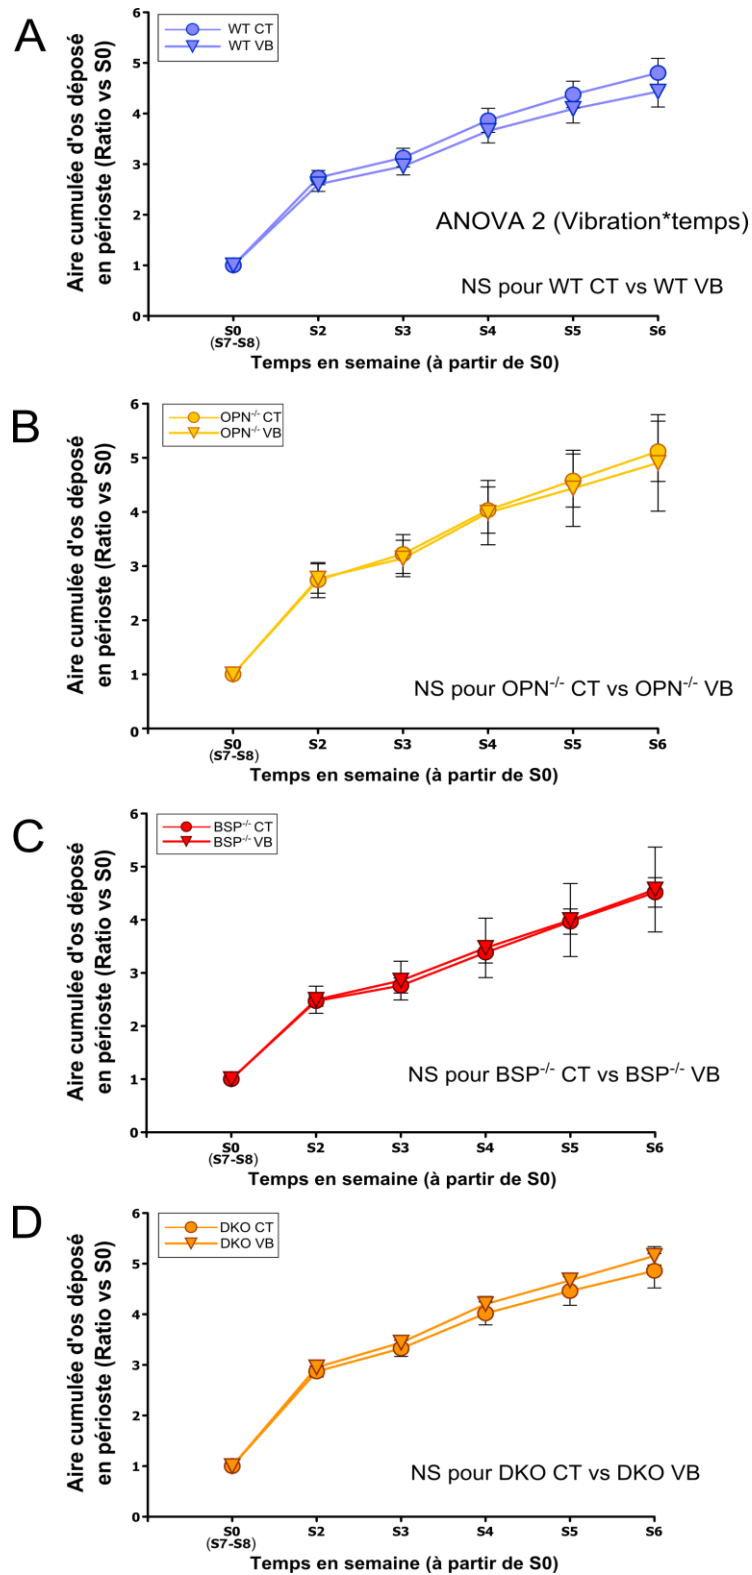 A
Aire cumulée d'os déposé
en périoste (Ratio vs S0)
6
5
4
3
2
1
0
WT CT
WT VB
ANOVA 2 (Vibration*temps)
NS pour WT CT vs WT VB
S0 S2 S3 S4 S5 S6
(S7-S8)
Temps en semaine (à partir de S0)
B
Aire cumulée d'os déposé
en périoste (Ratio vs S0)
6
5
4
3
2
1
0
OPN⁻/⁻ CT
OPN⁻/⁻ VB
NS pour OPN⁻/⁻ CT vs OPN⁻/⁻ VB
S0 S2 S3 S4 S5 S6
(S7-S8)
Temps en semaine (à partir de S0)
C
Aire cumulée d'os déposé
en périoste (Ratio vs S0)
6
5
4
3
2
1
0
BSP⁻/⁻ CT
BSP⁻/⁻ VB
NS pour BSP⁻/⁻ CT vs BSP⁻/⁻ VB
S0 S2 S3 S4 S5 S6
(S7-S8)
Temps en semaine (à partir de S0)
D
Aire cumulée d'os déposé
en périoste (Ratio vs S0)
6
5
4
3
2
1
0
DKO CT
DKO VB
NS pour DKO CT vs DKO VB
S0 S2 S3 S4 S5 S6
(S7-S8)
Temps en semaine (à partir de S0)